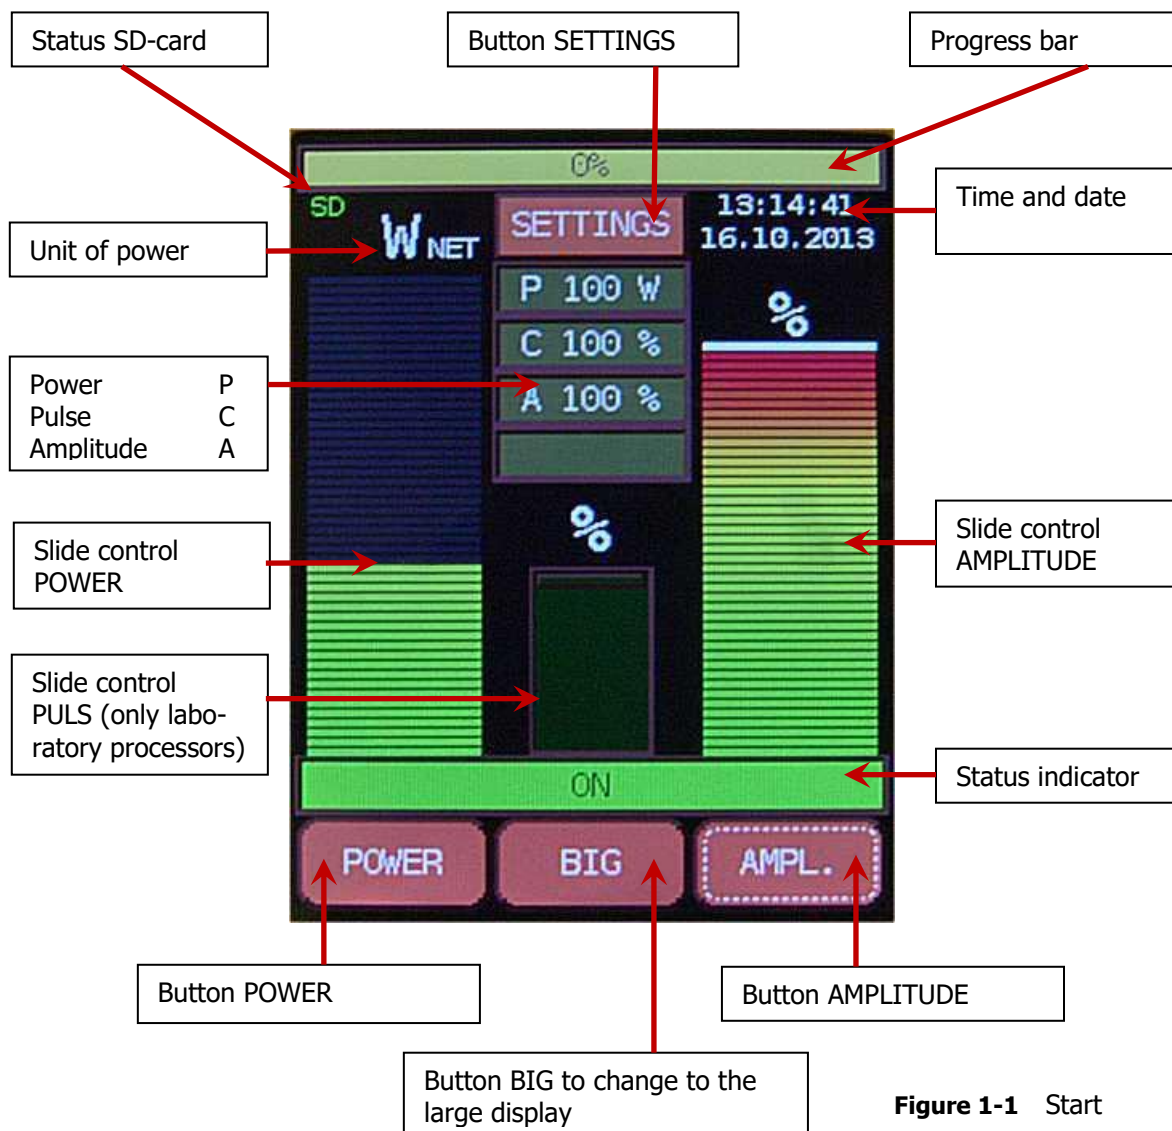 Status SD-card
Button SETTINGS
Progress bar
0%
SD
SETTINGS
13:14:41
16.10.2013
Time and date
Unit of power
W NET
P 100 W
%
C 100 %
Power P
Pulse C
Amplitude A
A 100 %
%
Slide control
POWER
Slide control
AMPLITUDE
Slide control
PULS (only labo-
ratory processors)
ON
Status indicator
POWER
BIG
AMPL.
Button POWER
Button AMPLITUDE
Button BIG to change to the
large display
Figure 1-1 Start